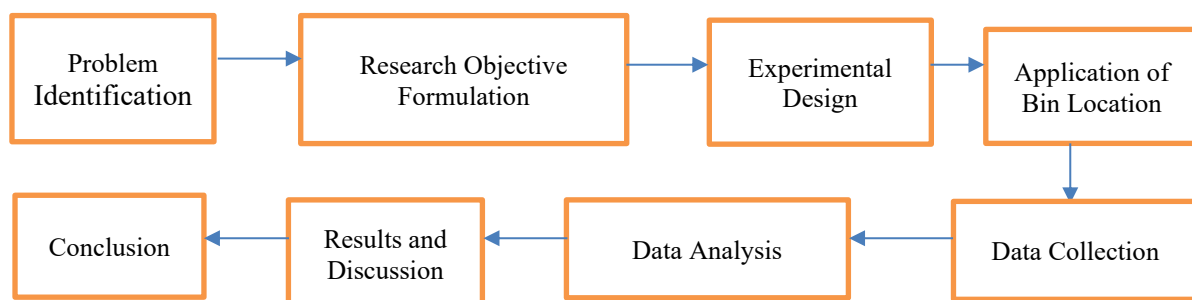 Problem
Identification
Research Objective
Formulation
Experimental
Design
Application of
Bin Location
Data Collection
Data Analysis
Results and
Discussion
Conclusion